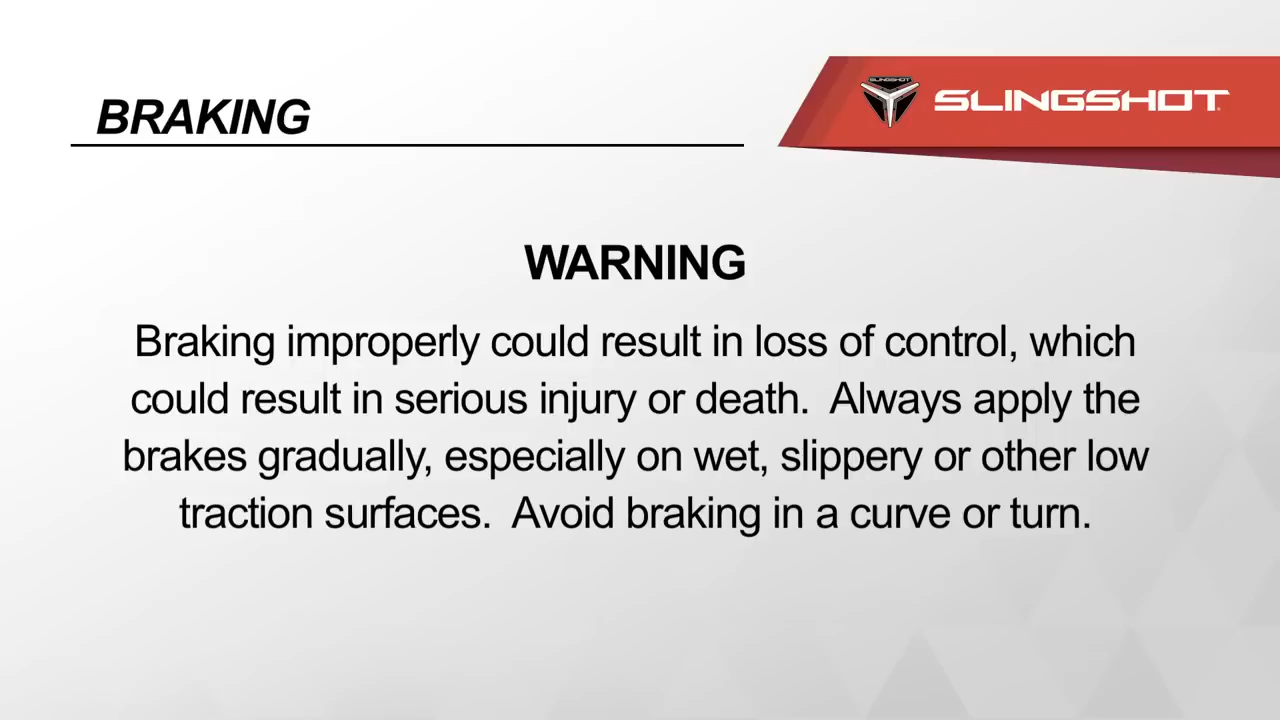 BRAKING
SLINGSHOT
SLINGSHOT
WARNING
Braking improperly could result in loss of control, which
could result in serious injury or death.  Always apply the
brakes gradually, especially on wet, slippery or other low
traction surfaces.  Avoid braking in a curve or turn.